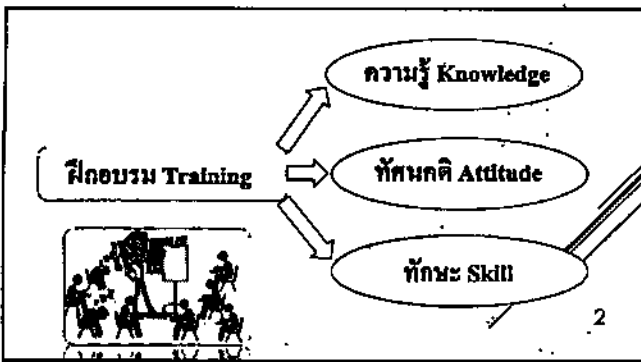 ความรู้ Knowledge
ฝึกอบรม Training
ทัศนคติ Attitude
ทักษะ Skill
2